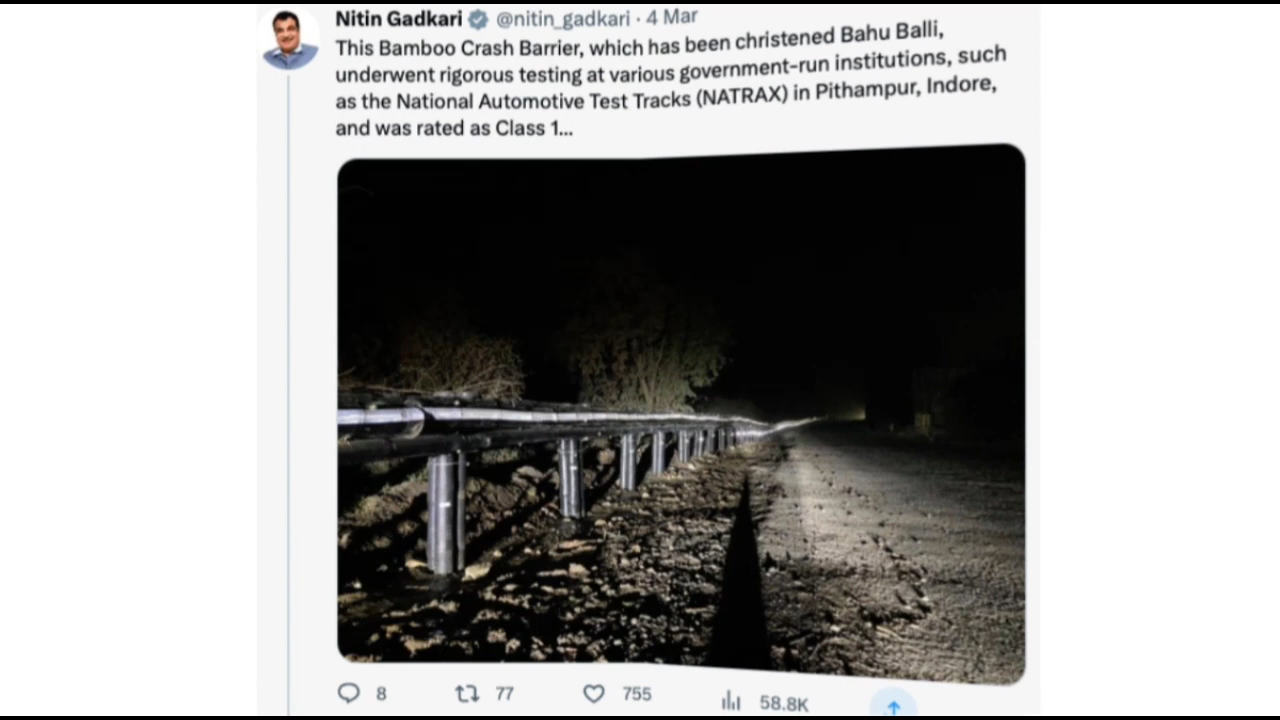 Nitin Gadkari @nitin_gadkari · 4 Mar
This Bamboo Crash Barrier, which has been christened Bahu Balli,
underwent rigorous testing at various government-run institutions, such
as the National Automotive Test Tracks (NATRAX) in Pithampur, Indore,
and was rated as Class 1...
8 77 755 58.8K